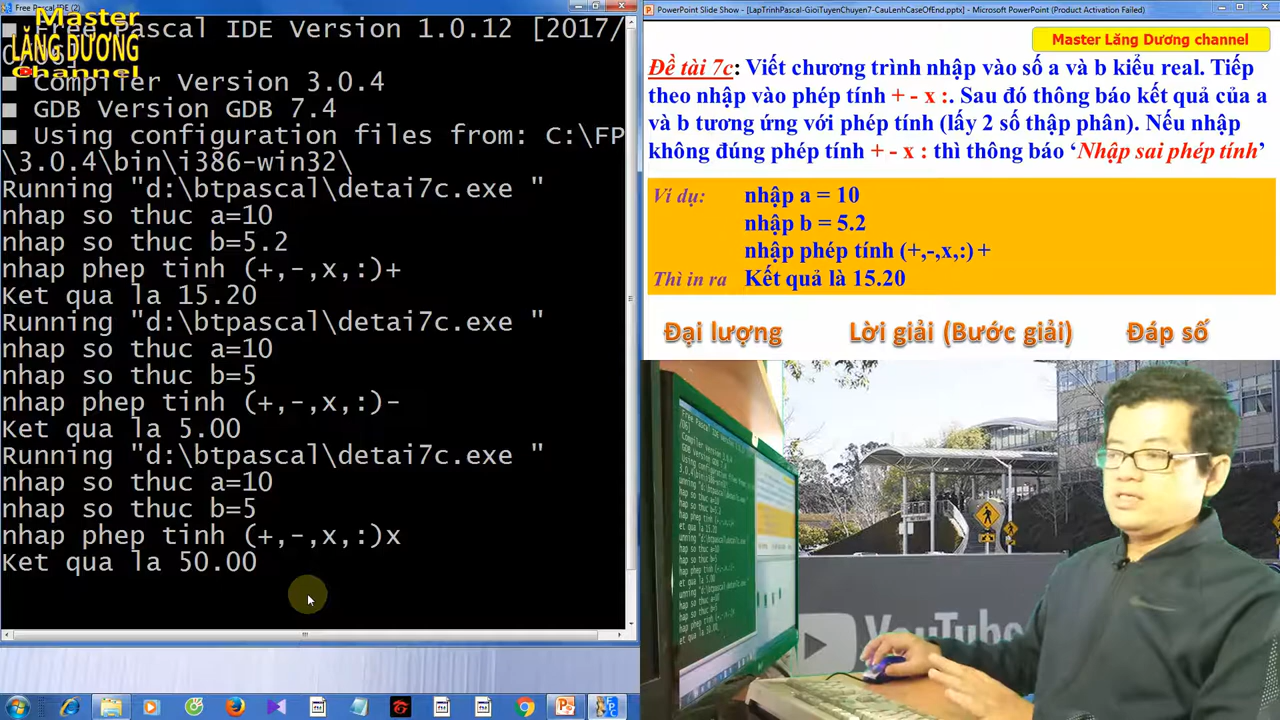 Free Pascal IDE (2)
Free Pascal IDE Version 1.0.12 [2017/
Master
LĂNG DƯƠNG
Channel
■ Compiler Version 3.0.4
■ GDB Version GDB 7.4
■ Using configuration files from: C:\FP
\3.0.4\bin\i386-win32\
Running "d:\btpascal\detai7c.exe "
nhap so thuc a=10
nhap so thuc b=5.2
nhap phep tinh (+,-,x,:)+
Ket qua la 15.20
Running "d:\btpascal\detai7c.exe "
nhap so thuc a=10
nhap so thuc b=5
nhap phep tinh (+,-,x,:)-
Ket qua la 5.00
Running "d:\btpascal\detai7c.exe "
nhap so thuc a=10
nhap so thuc b=5
nhap phep tinh (+,-,x,:)x
Ket qua la 50.00
PowerPoint Slide Show - [LapTrinhPascal-GioiTuyenChuyen7-CauLenhCaseOfEnd.pptx] - Microsoft PowerPoint (Product Activation Failed)
Master Lăng Dương channel
Đề tài 7c: Viết chương trình nhập vào số a và b kiểu real. Tiếp
theo nhập vào phép tính + - x :. Sau đó thông báo kết quả của a
và b tương ứng với phép tính (lấy 2 số thập phân). Nếu nhập
không đúng phép tính + - x : thì thông báo ‘Nhập sai phép tính’
Ví dụ: nhập a = 10
nhập b = 5.2
nhập phép tính (+,-,x,:) +
Thì in ra Kết quả là 15.20
Đại lượng Lời giải (Bước giải) Đáp số
YouTube